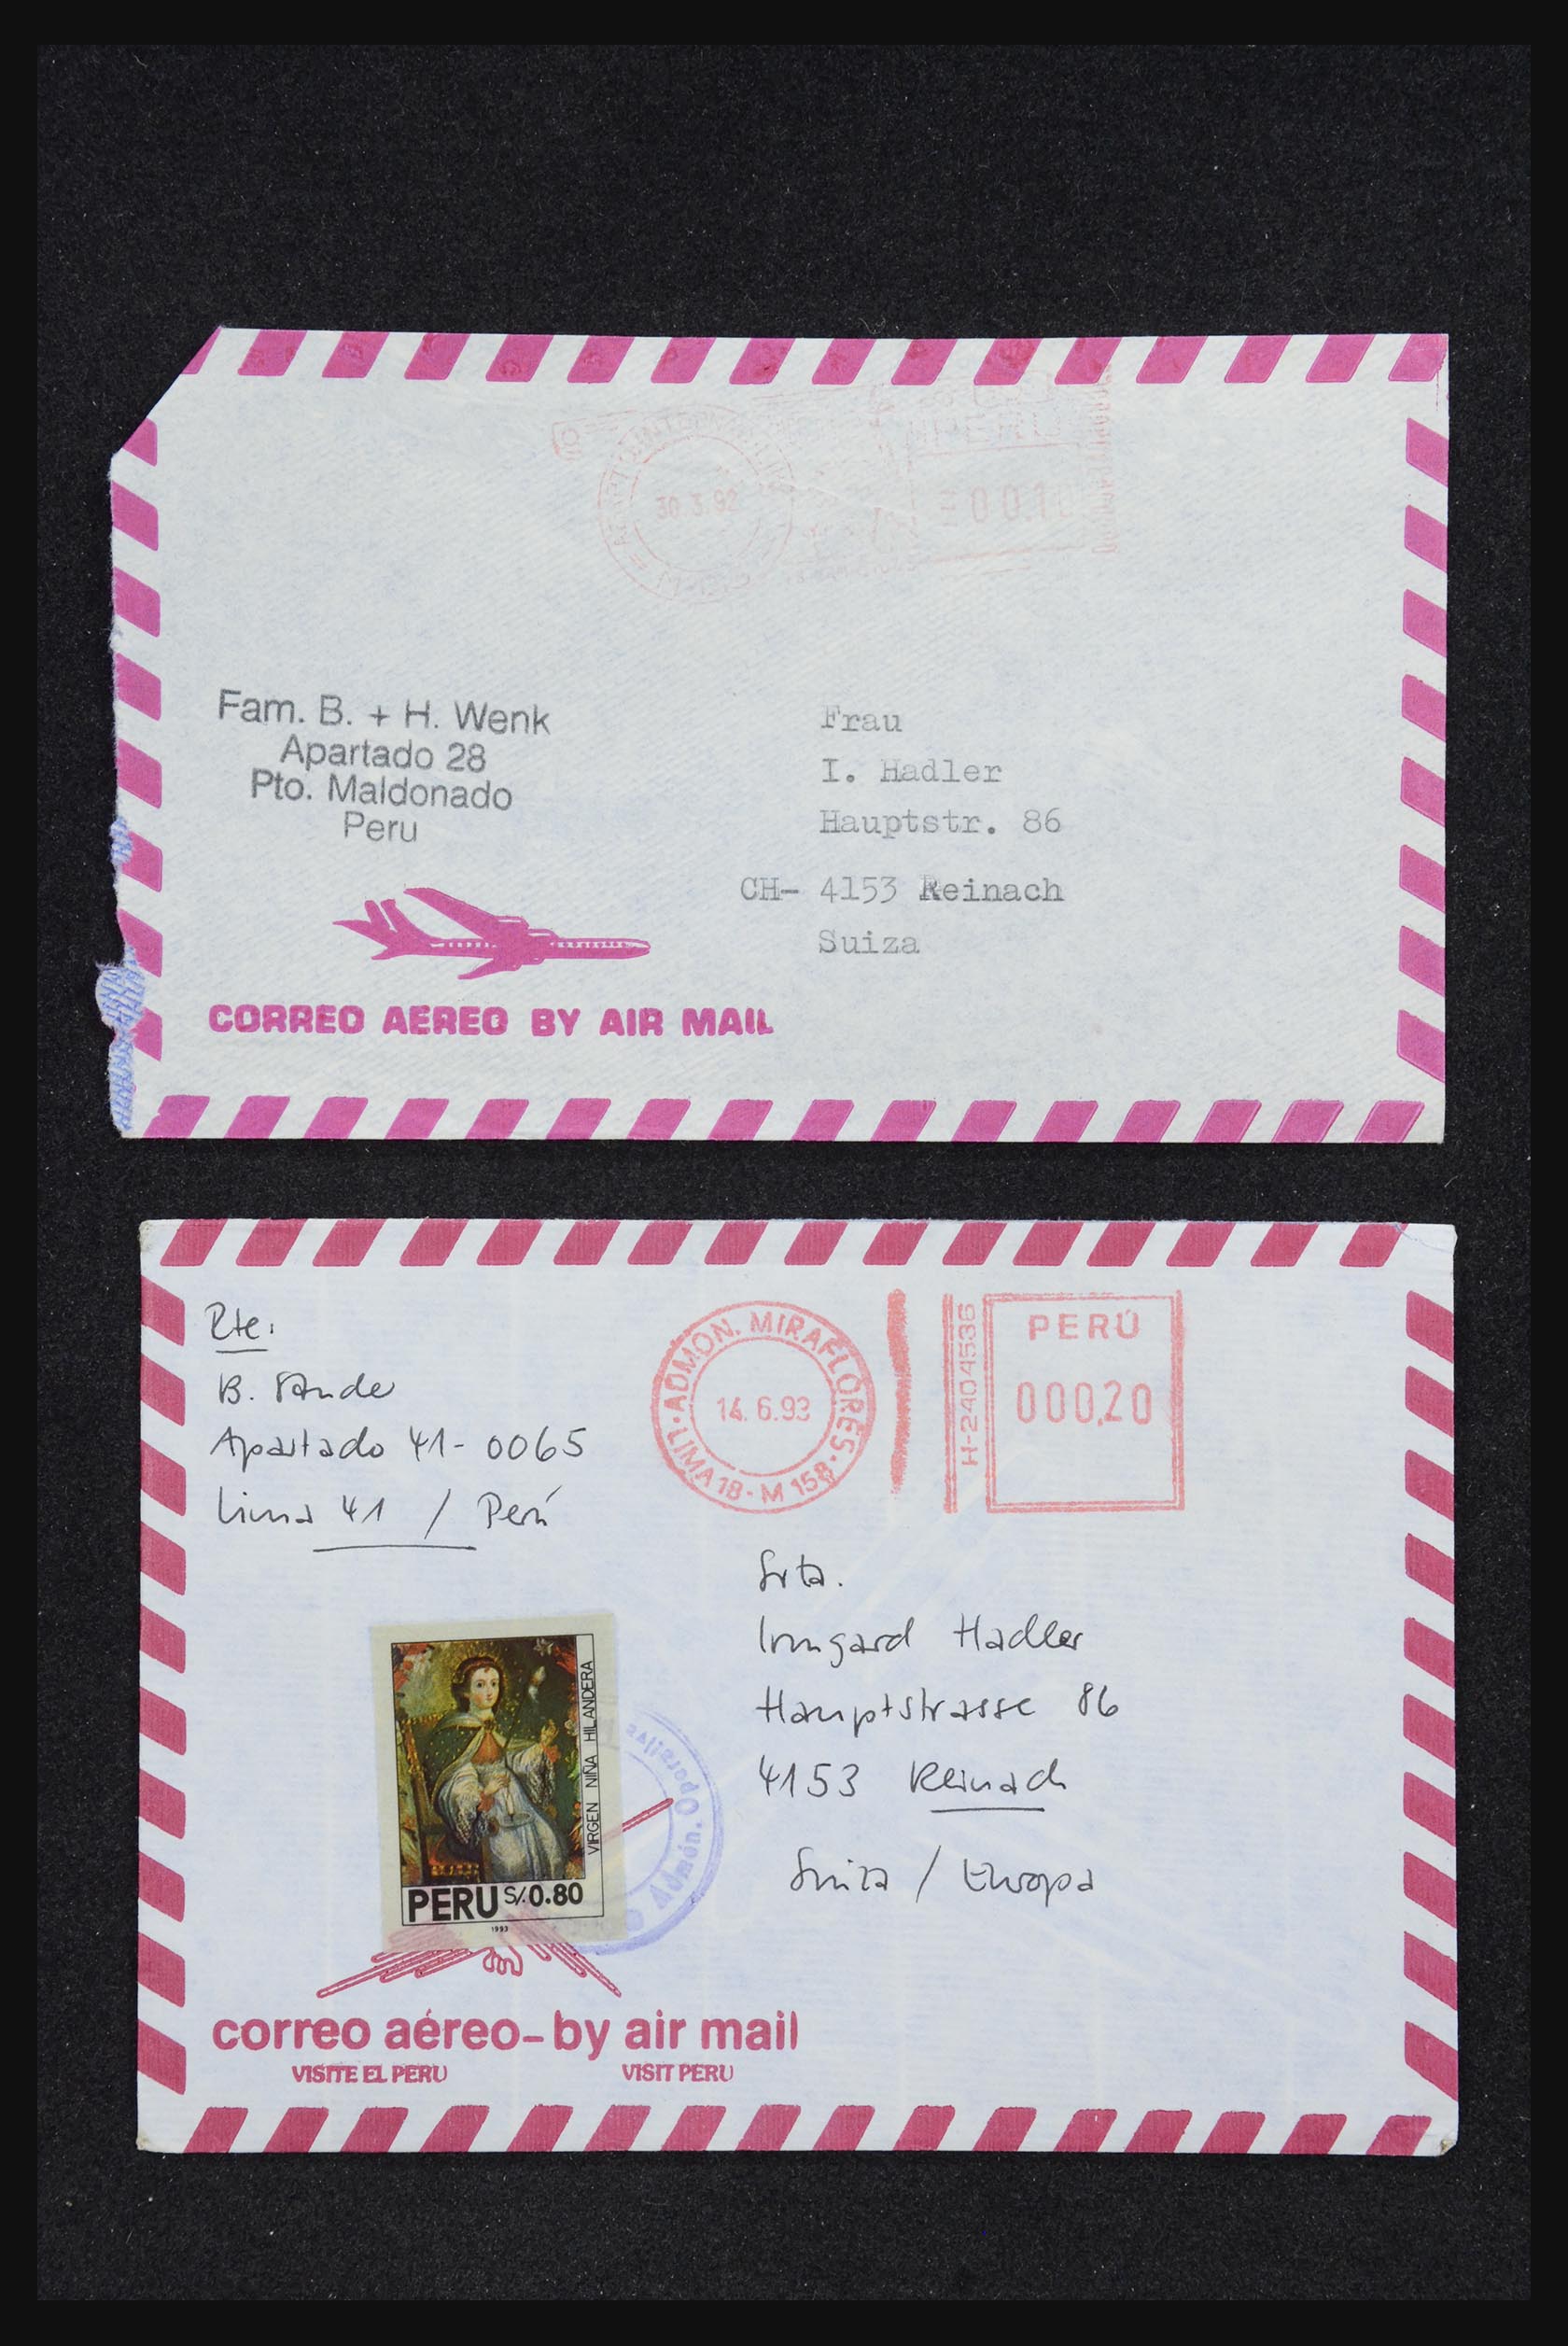 30.3.92
PERU
Fam. B. + H. Wenk
Apartado 28
Pto. Maldonado
Peru
Frau
I. Hadler
Hauptstr. 86
CH- 4153 Reinach
Suiza
CORREO AEREO BY AIR MAIL
Rte:
B.
Apartado 41-0065
Lima 41 / Perú
ADMON. MIRAFLORES
14.6.93
LIMA 18 - M 158
H-2404536
PERÚ
000,20
Srta.
Irmgard Hadler
Hauptstrasse 86
4153 Reinach
Suiza / Europa
VIRGEN NIÑA HILANDERA
PERU S/.0.80
1993
Admón. Operativa
correo aéreo-by air mail
VISITE EL PERU VISIT PERU